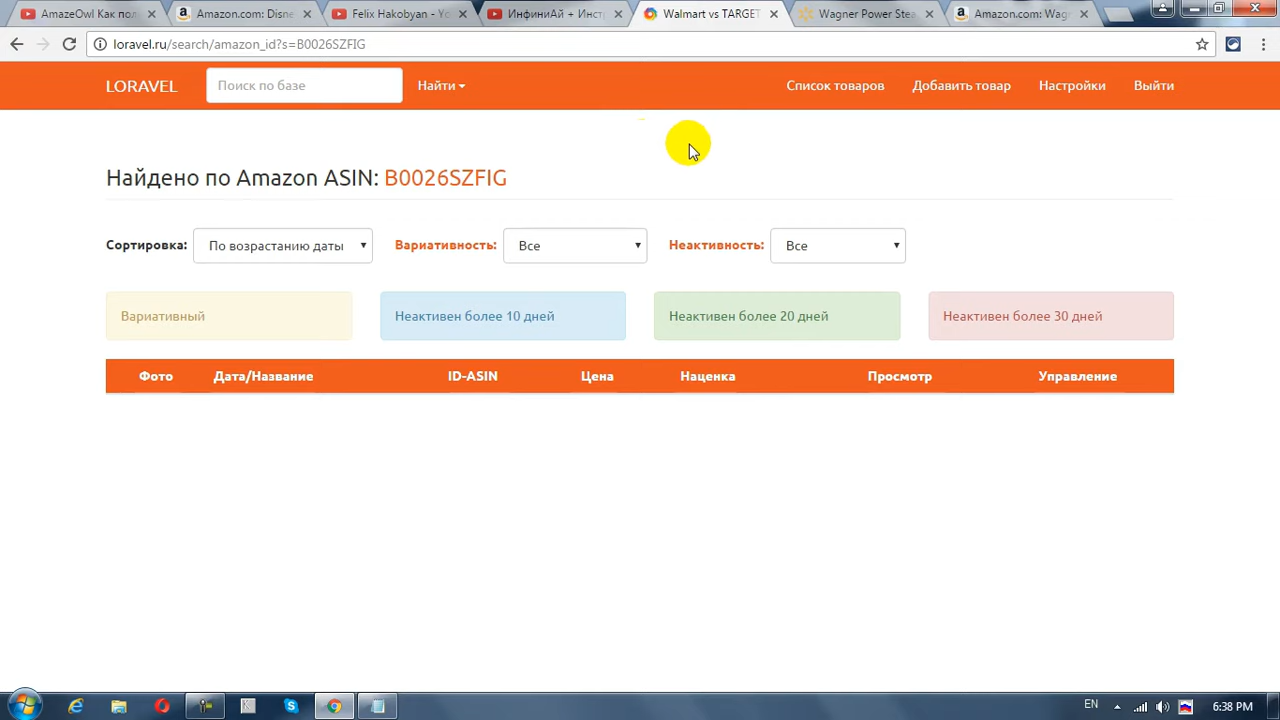 AmazeOwl Как пол
Amazon.com: Disne
Felix Hakobyan - Yo
ИнфиниАй + Инст
Walmart vs TARGET
Wagner Power Stea
Amazon.com: Wag
loravel.ru/search/amazon_id?s=B0026SZFIG
LORAVEL
Поиск по базе
Найти
Список товаров
Добавить товар
Настройки
Выйти
Найдено по Amazon ASIN: B0026SZFIG
Сортировка:
По возрастанию даты
Вариативность:
Все
Неактивность:
Все
Вариативный
Неактивен более 10 дней
Неактивен более 20 дней
Неактивен более 30 дней
Фото
Дата/Название
ID-ASIN
Цена
Наценка
Просмотр
Управление
EN
6:38 PM